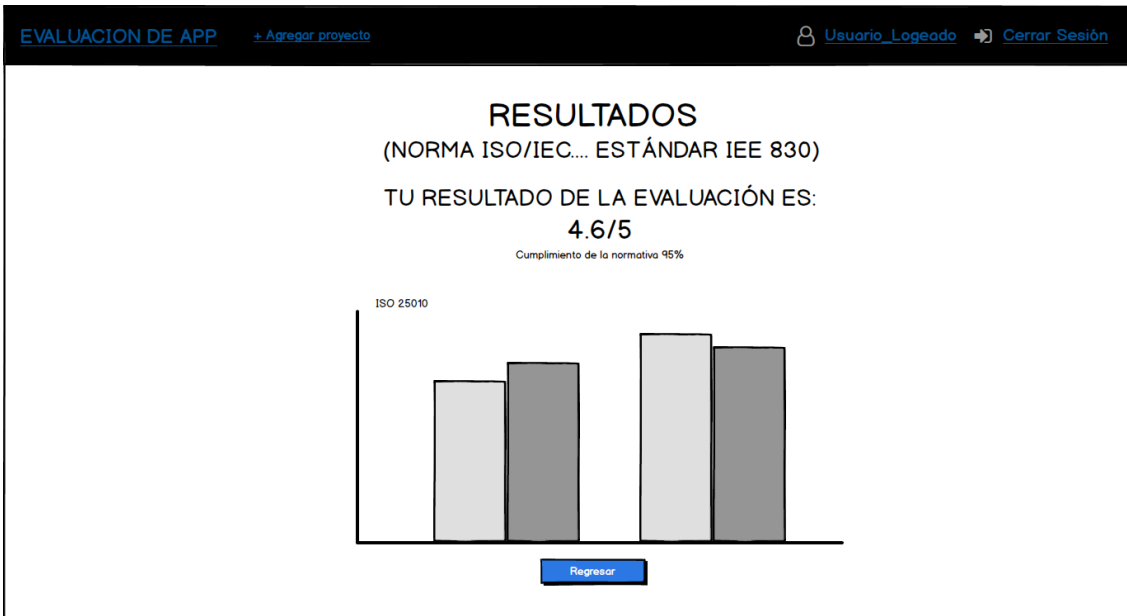 EVALUACION DE APP + Agregar proyecto Usuario_Logeado Cerrar Sesión
RESULTADOS
(NORMA ISO/IEC.... ESTÁNDAR IEE 830)
TU RESULTADO DE LA EVALUACIÓN ES:
4.6/5
Cumplimiento de la normativa 95%
ISO 25010
Regresar